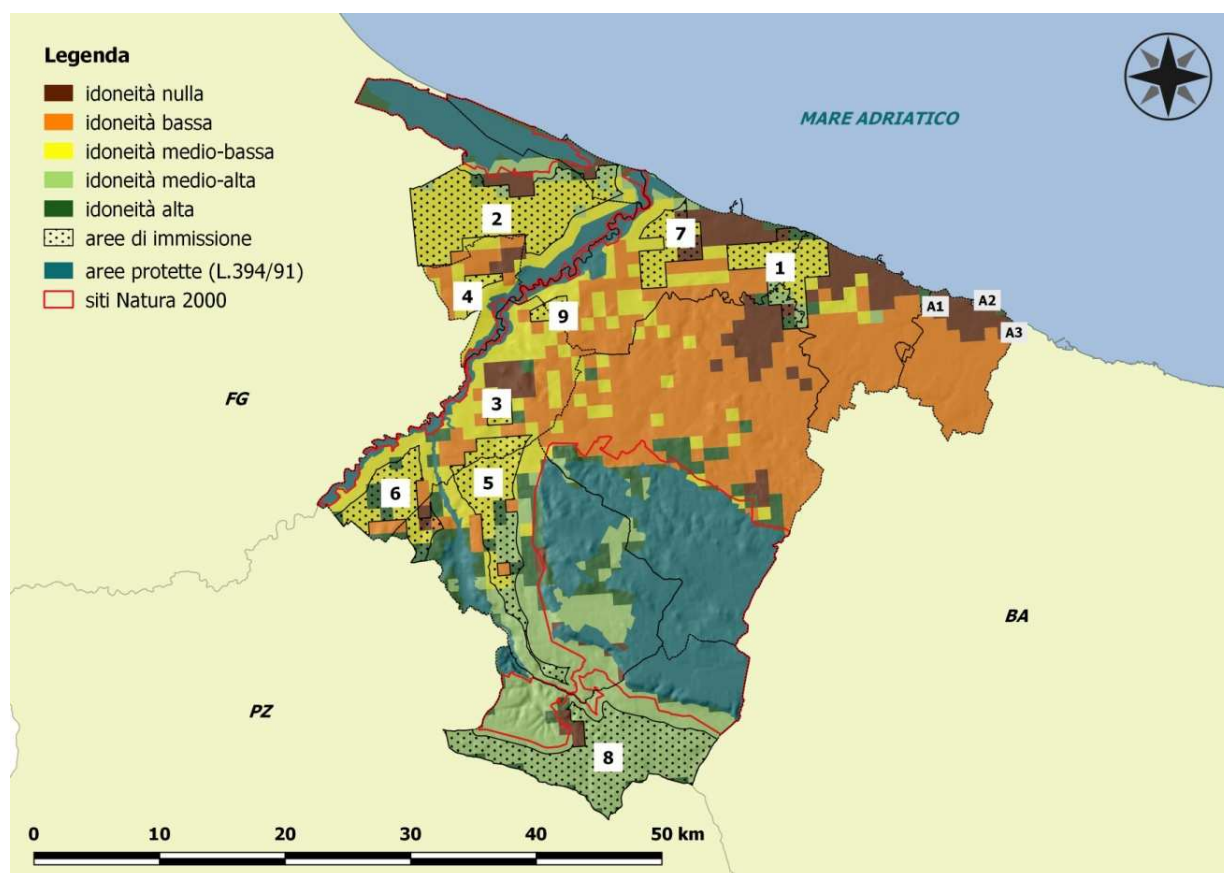 Legenda
idoneità nulla
idoneità bassa
idoneità medio-bassa
idoneità medio-alta
idoneità alta
aree di immissione
aree protette (L.394/91)
siti Natura 2000
MARE ADRIATICO
2
7
1
4
9
A1
A2
A3
3
FG
5
6
BA
PZ
8
0 10 20 30 40 50 km